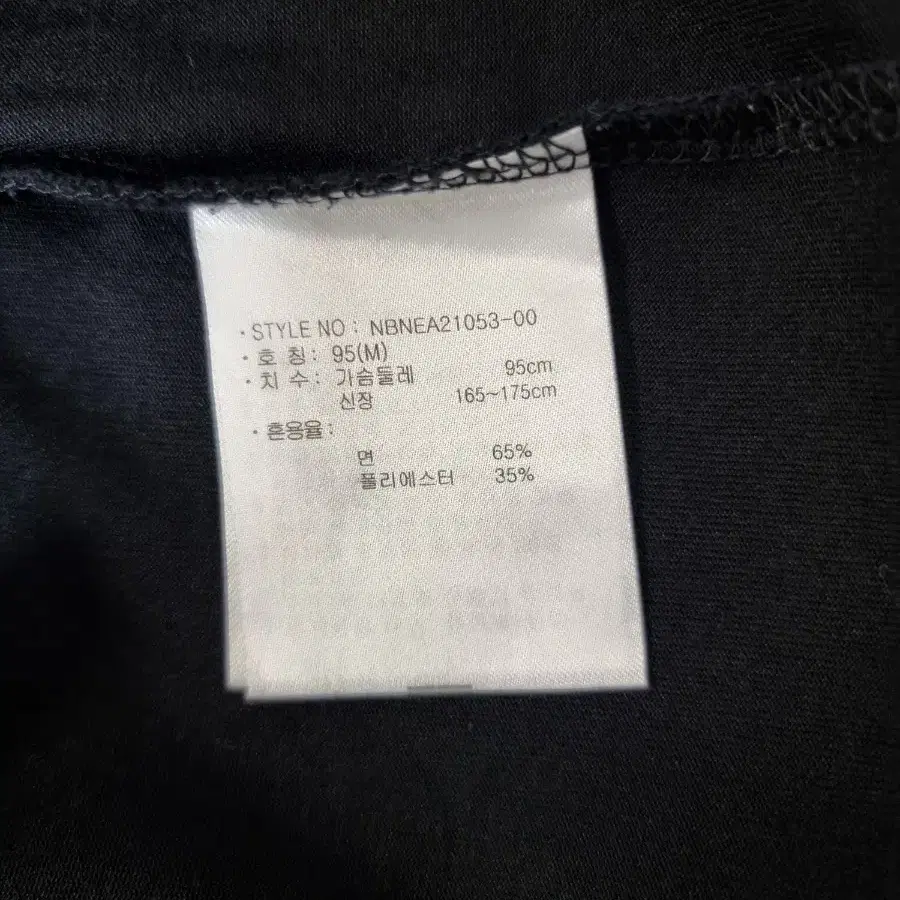 · STYLE NO : NBNEA21053-00
· 호 칭 : 95(M)
· 치 수 : 가슴둘레 95cm
신장 165~175cm
· 혼용율 :
면 65%
폴리에스터 35%